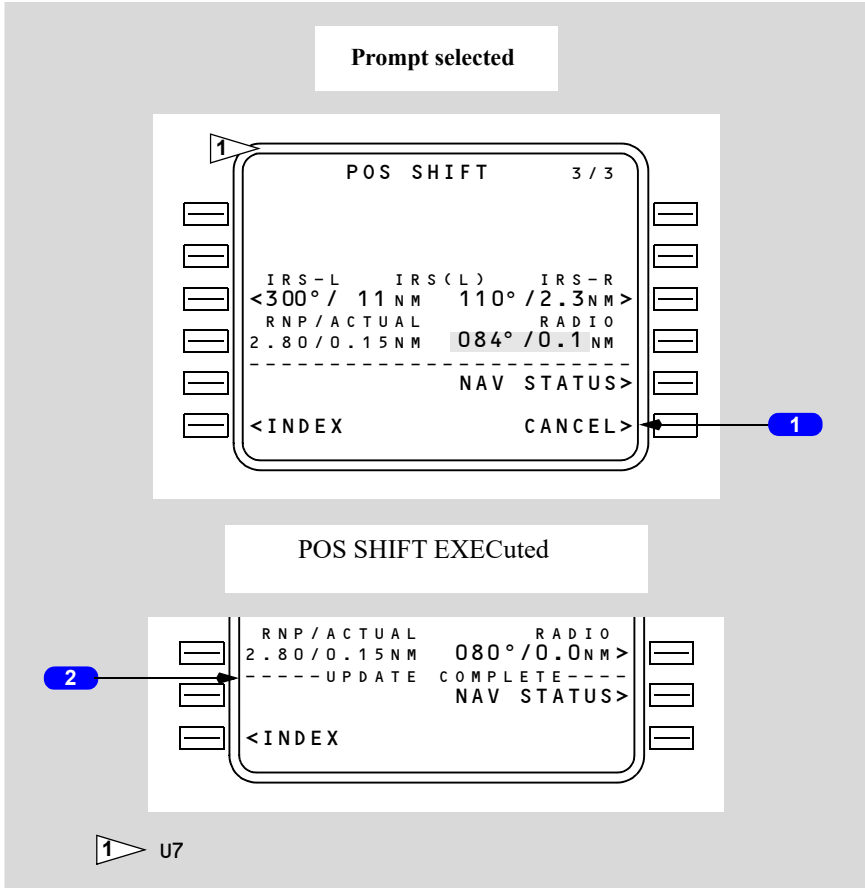 Prompt selected
1
POS SHIFT 3/3
IRS-L IRS(L) IRS-R
<300°/ 11NM 110°/2.3NM>
RNP/ACTUAL RADIO
2.80/0.15NM 084°/0.1NM
------------------------
NAV STATUS>
<INDEX CANCEL>
1
POS SHIFT EXECuted
RNP/ACTUAL RADIO
2.80/0.15NM 080°/0.0NM>
2
-----UPDATE COMPLETE----
NAV STATUS>
<INDEX
1 U7